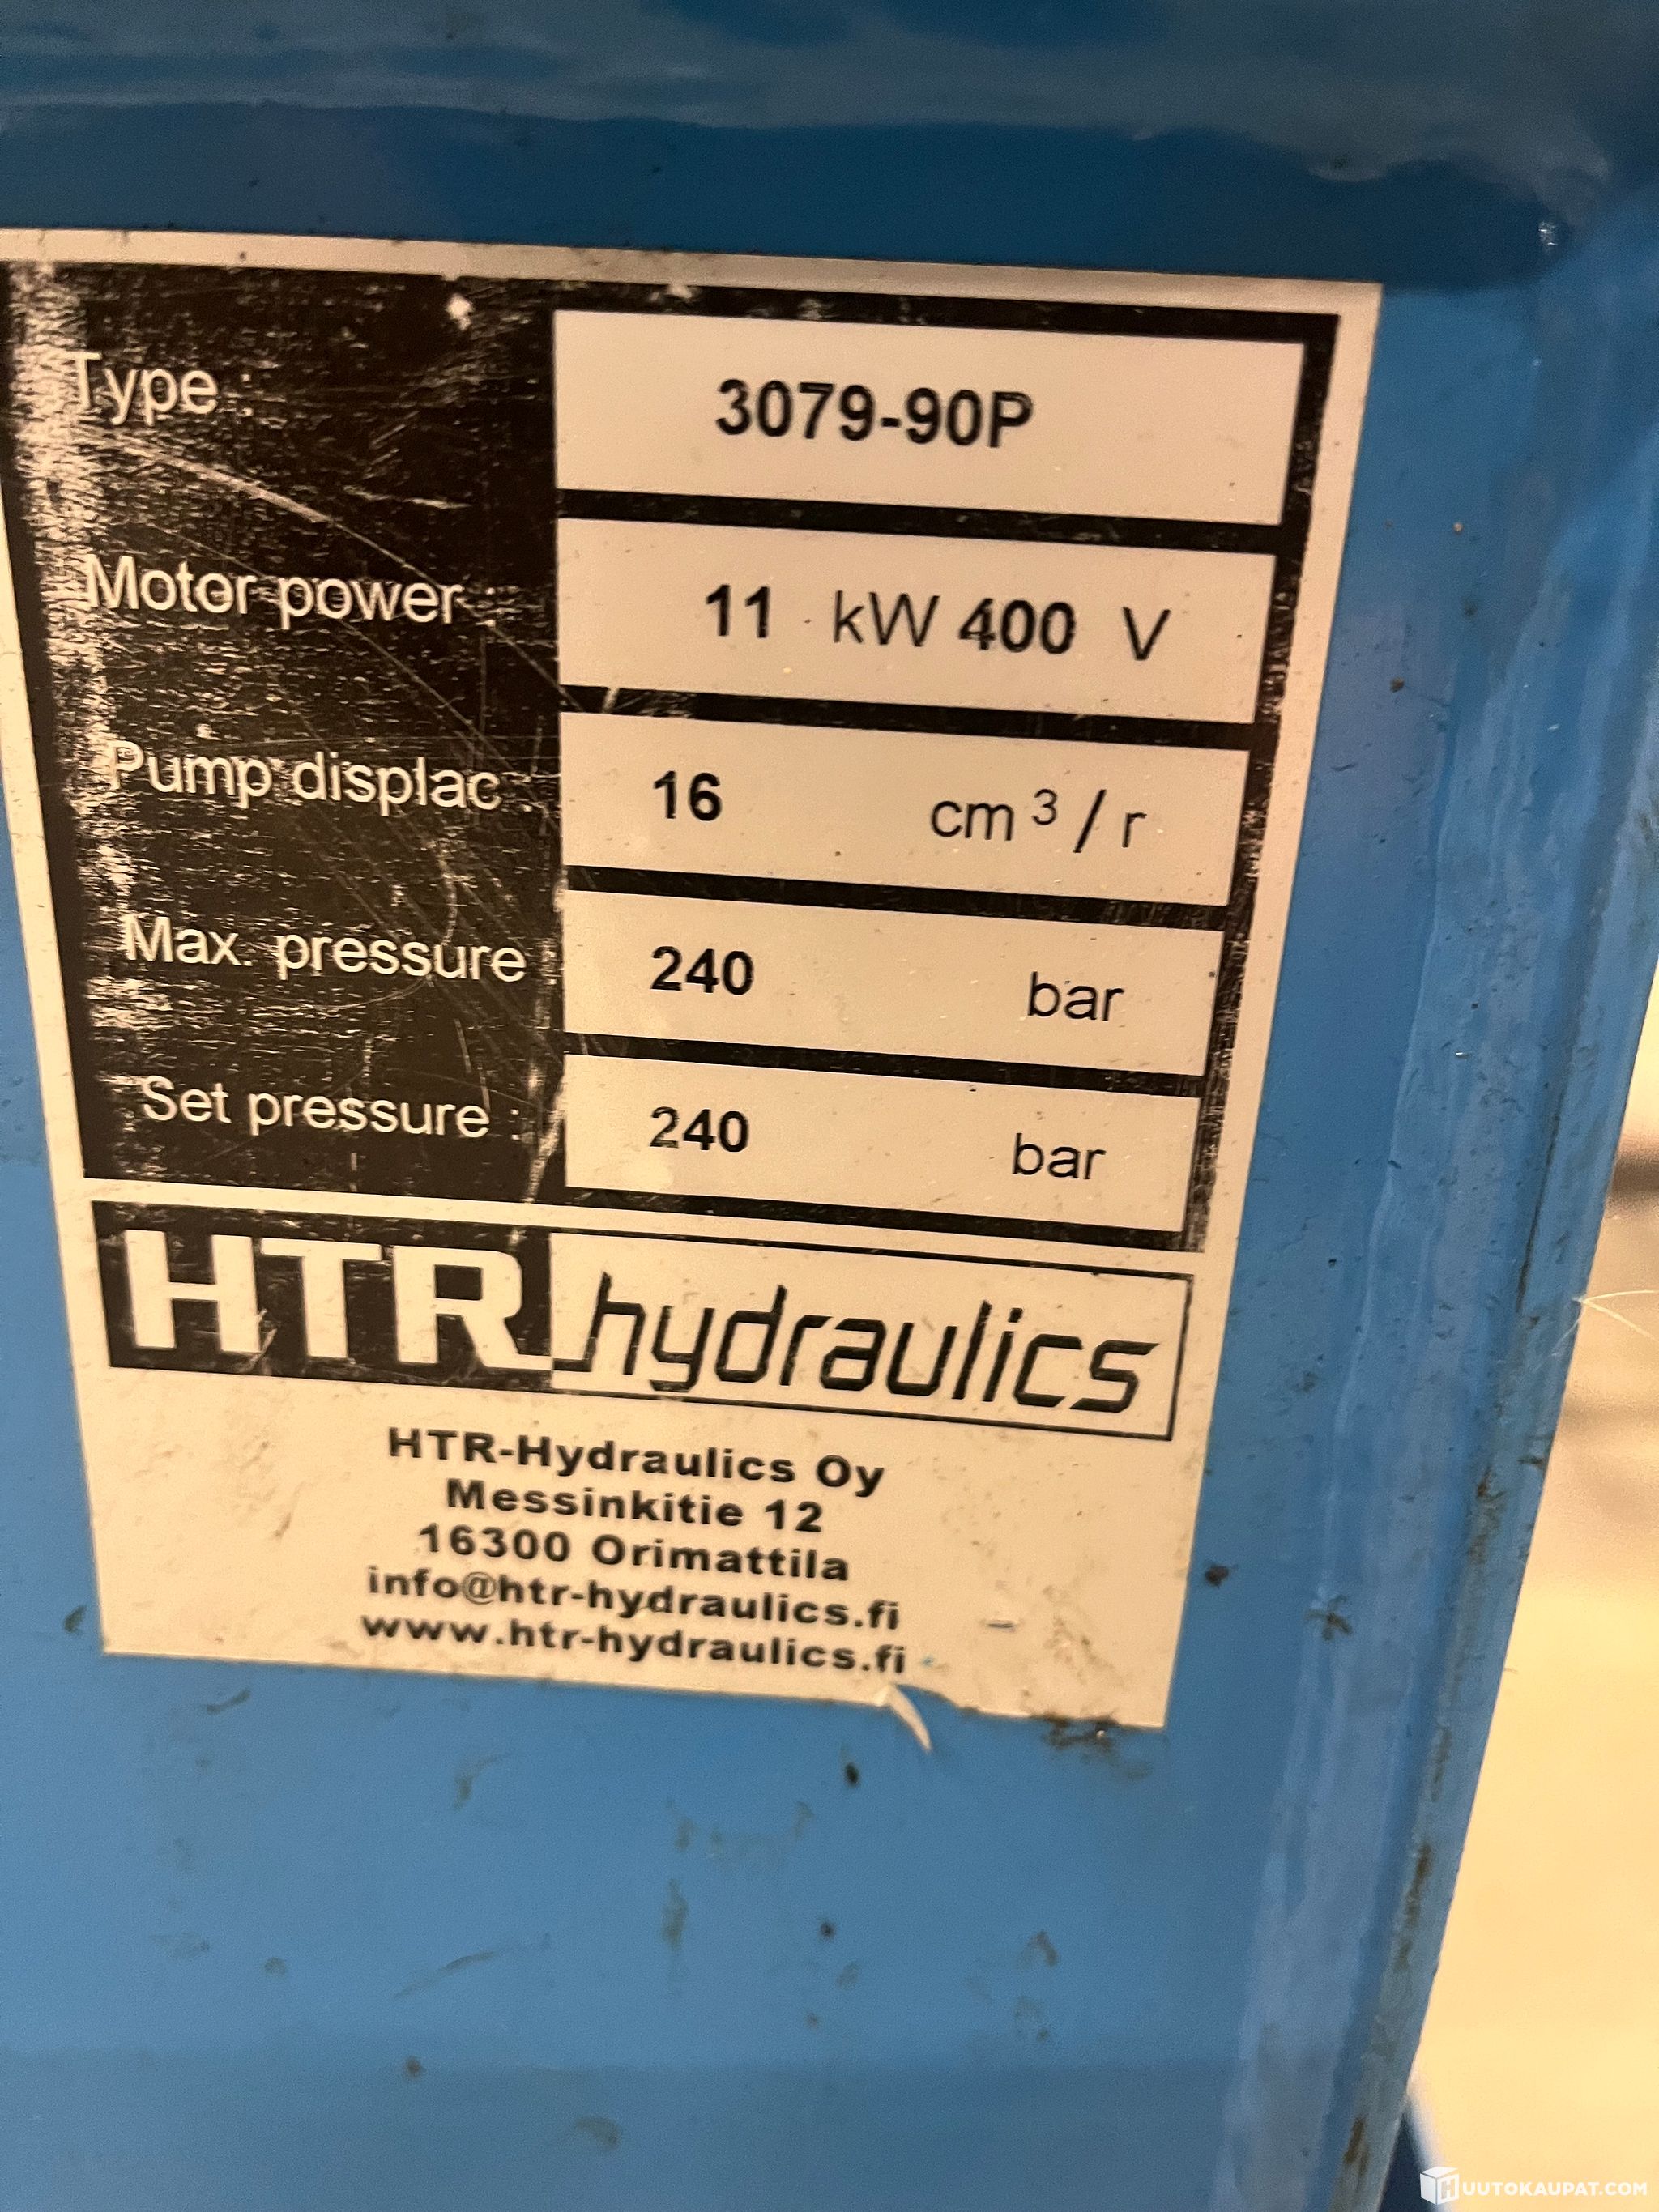 Type : 3079-90P
Motor power : 11 kW 400 V
Pump displac : 16 cm³ / r
Max. pressure : 240 bar
Set pressure : 240 bar
HTR hydraulics
HTR-Hydraulics Oy
Messinkitie 12
16300 Orimattila
info@htr-hydraulics.fi
www.htr-hydraulics.fi
HUUTOKAUPAT.COM